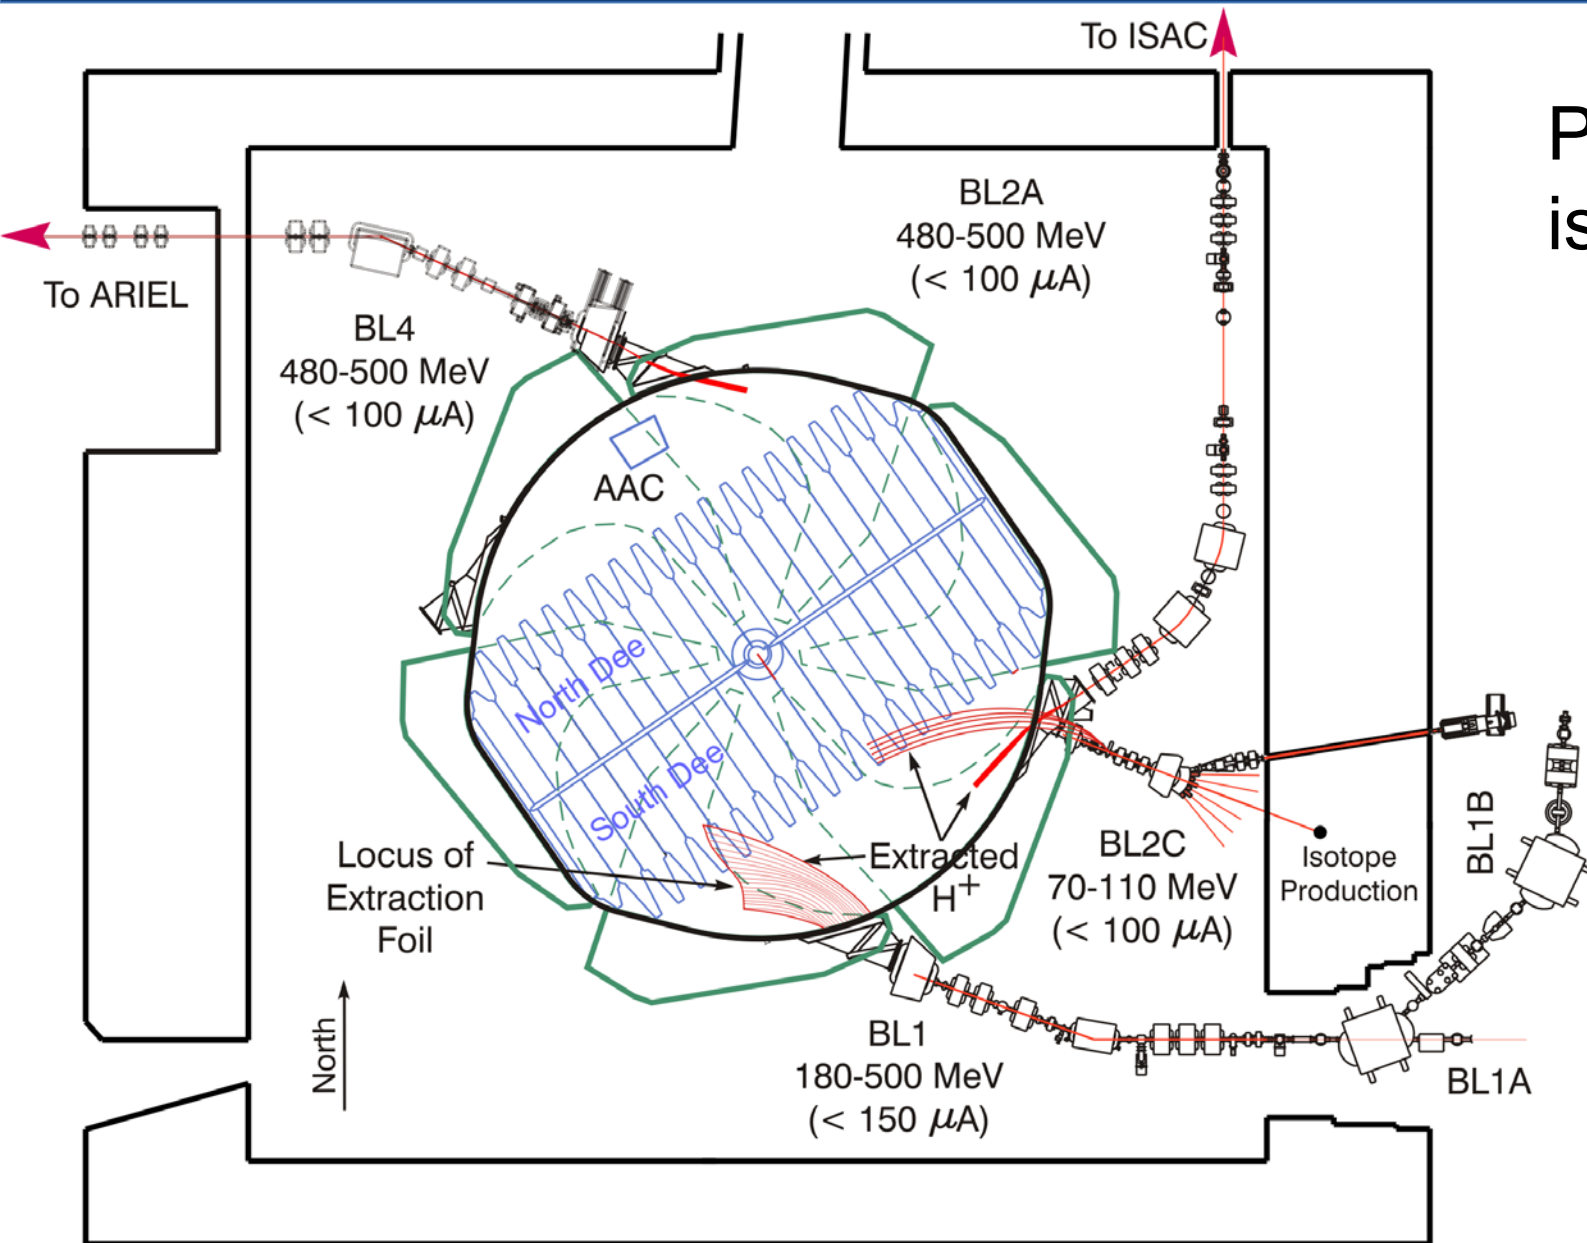 To ISAC
P
is
BL2A
480-500 MeV
(< 100 μA)
To ARIEL
BL4
480-500 MeV
(< 100 μA)
AAC
North Dee
South Dee
Locus of
Extraction
Foil
Extracted
H+
BL2C
70-110 MeV
(< 100 μA)
Isotope
Production
BL1B
North
BL1
180-500 MeV
(< 150 μA)
BL1A